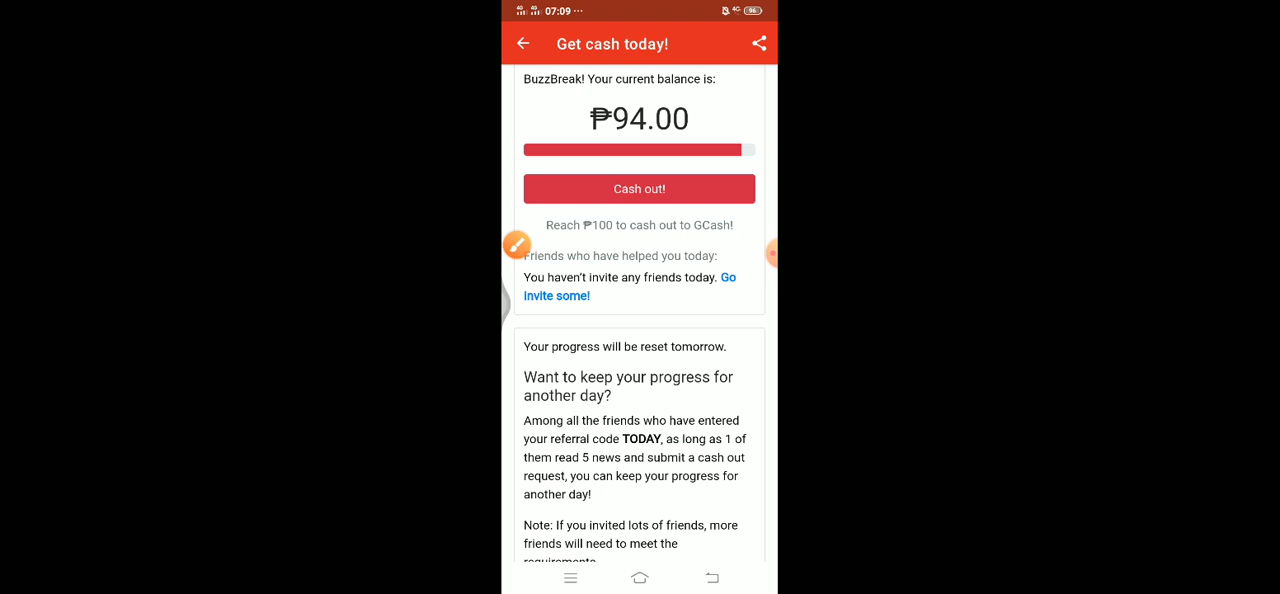 4G 4G 07:09 ··· 4G 96
Get cash today!
BuzzBreak! Your current balance is:
₱94.00
Cash out!
Reach ₱100 to cash out to GCash!
Friends who have helped you today:
You haven't invite any friends today. Go
Invite some!
Your progress will be reset tomorrow.
Want to keep your progress for
another day?
Among all the friends who have entered
your referral code TODAY, as long as 1 of
them read 5 news and submit a cash out
request, you can keep your progress for
another day!
Note: If you invited lots of friends, more
friends will need to meet the
requirements